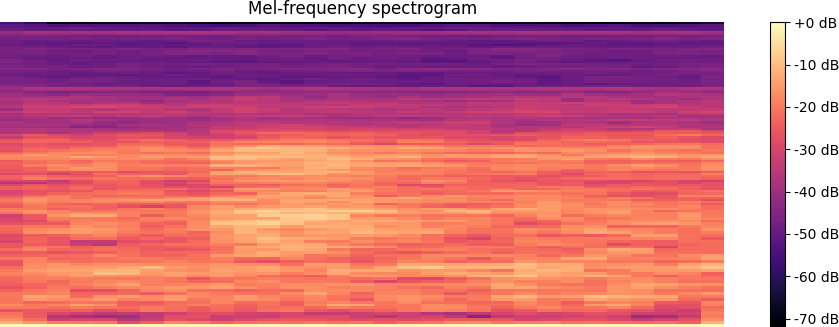 Mel-frequency spectrogram
+0 dB
-10 dB
-20 dB
-30 dB
-40 dB
-50 dB
-60 dB
-70 dB